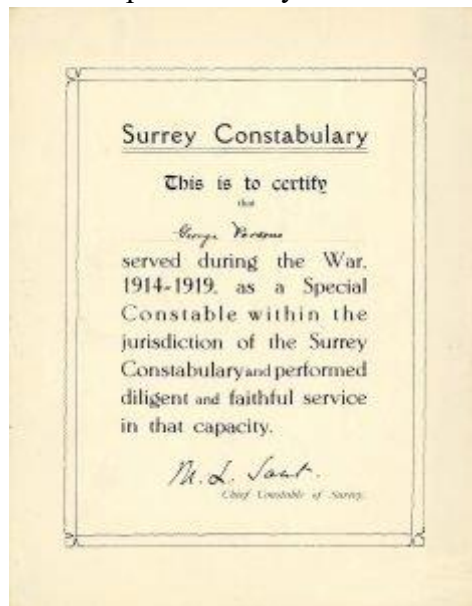 Surrey Constabulary
This is to certify
that
George Parsons
served during the War,
1914-1919, as a Special
Constable within the
jurisdiction of the Surrey
Constabulary and performed
diligent and faithful service
in that capacity.
M. L. Sant.
Chief Constable of Surrey.